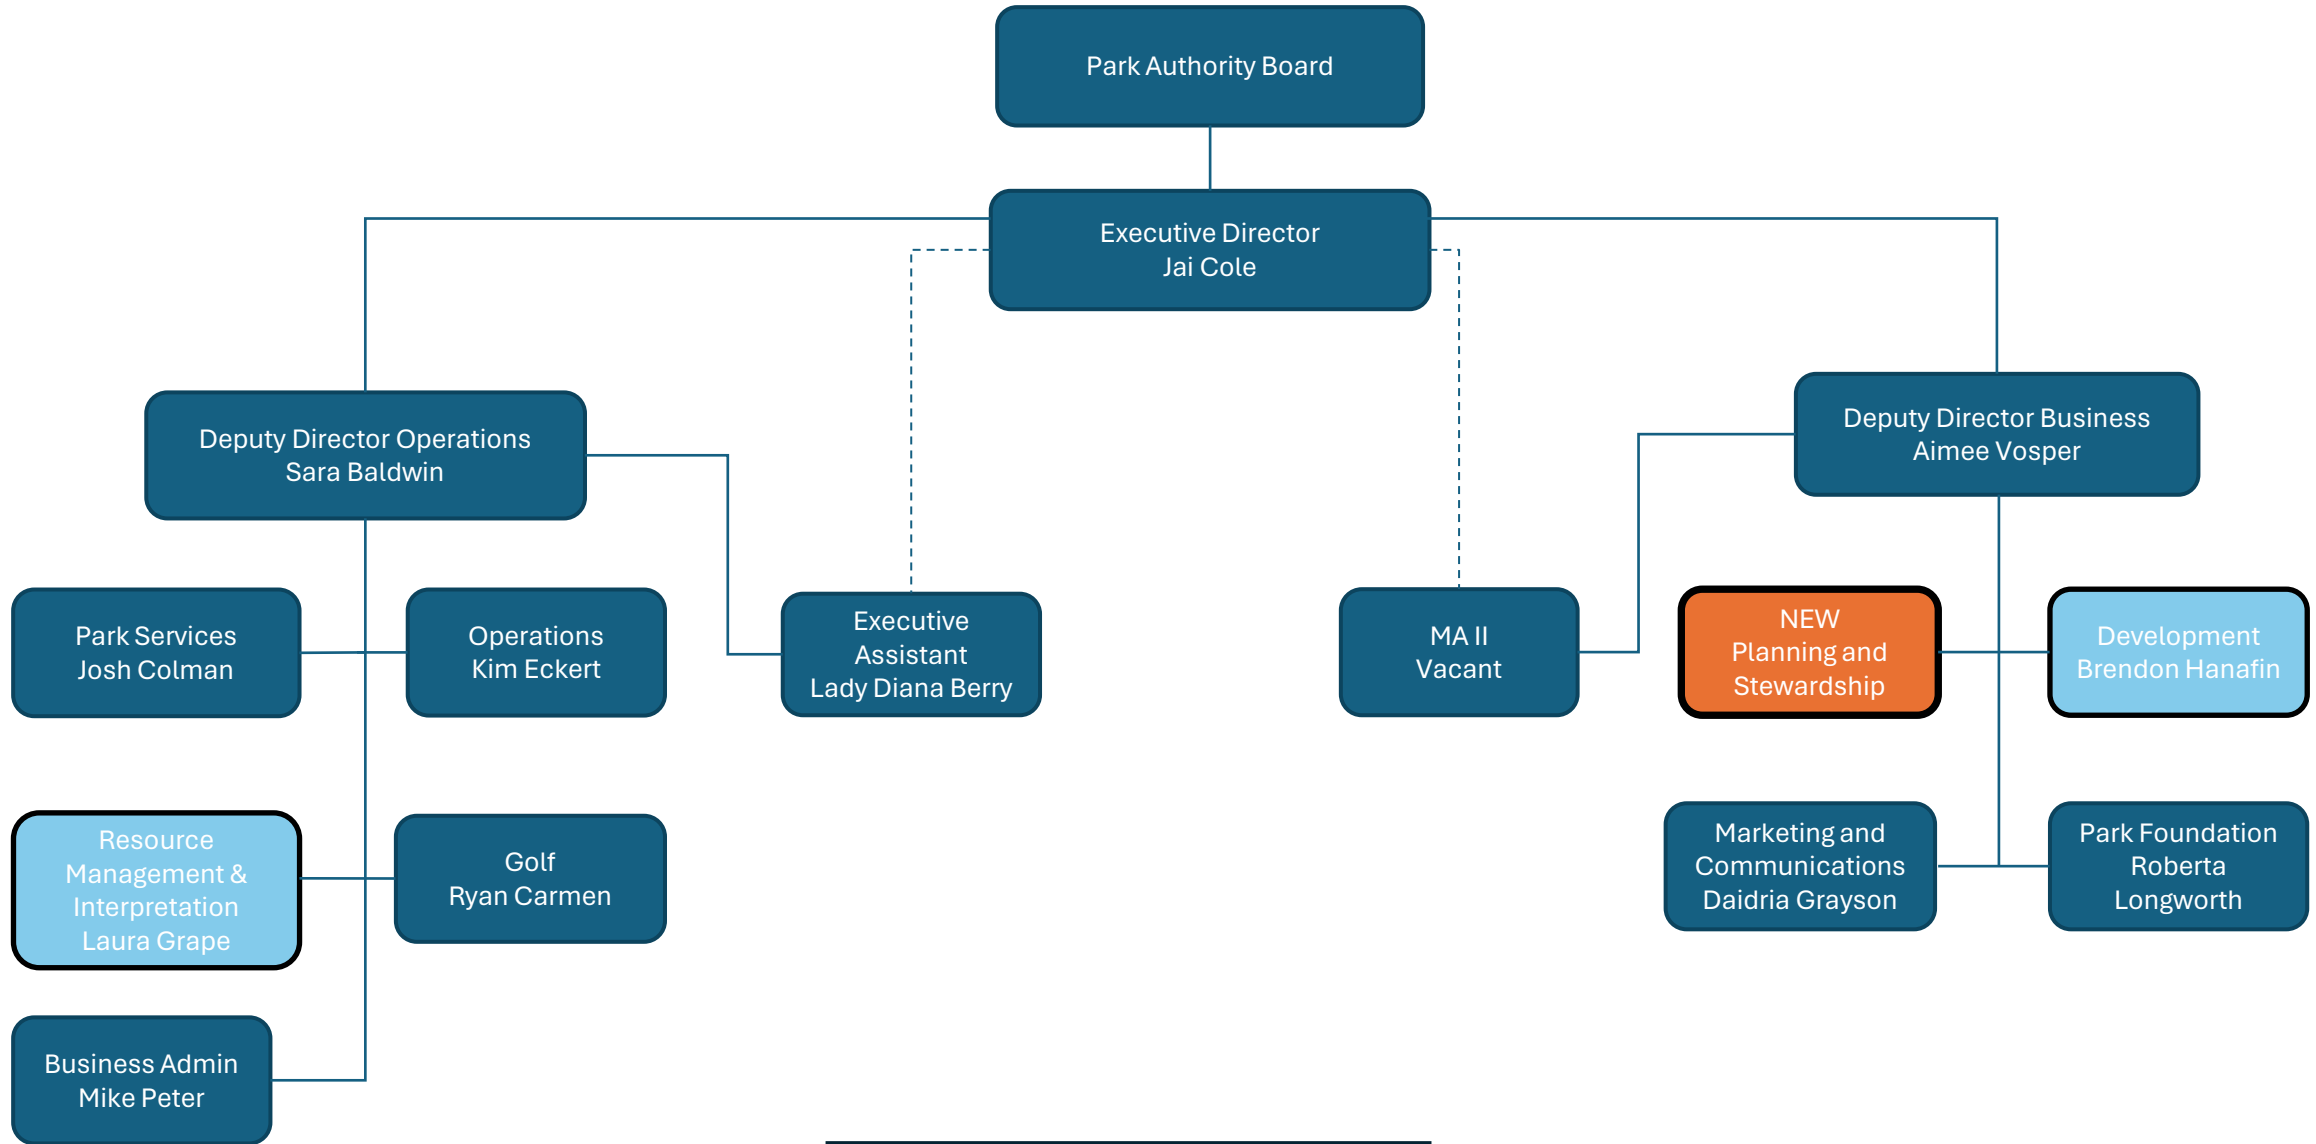 Park Authority Board
Executive Director
Jai Cole
Deputy Director Operations
Sara Baldwin
Deputy Director Business
Aimee Vosper
Park Services
Josh Colman
Operations
Kim Eckert
Executive
Assistant
Lady Diana Berry
MA II
Vacant
NEW
Planning and
Stewardship
Development
Brendon Hanafin
Resource
Management &
Interpretation
Laura Grape
Golf
Ryan Carmen
Marketing and
Communications
Daidria Grayson
Park Foundation
Roberta
Longworth
Business Admin
Mike Peter